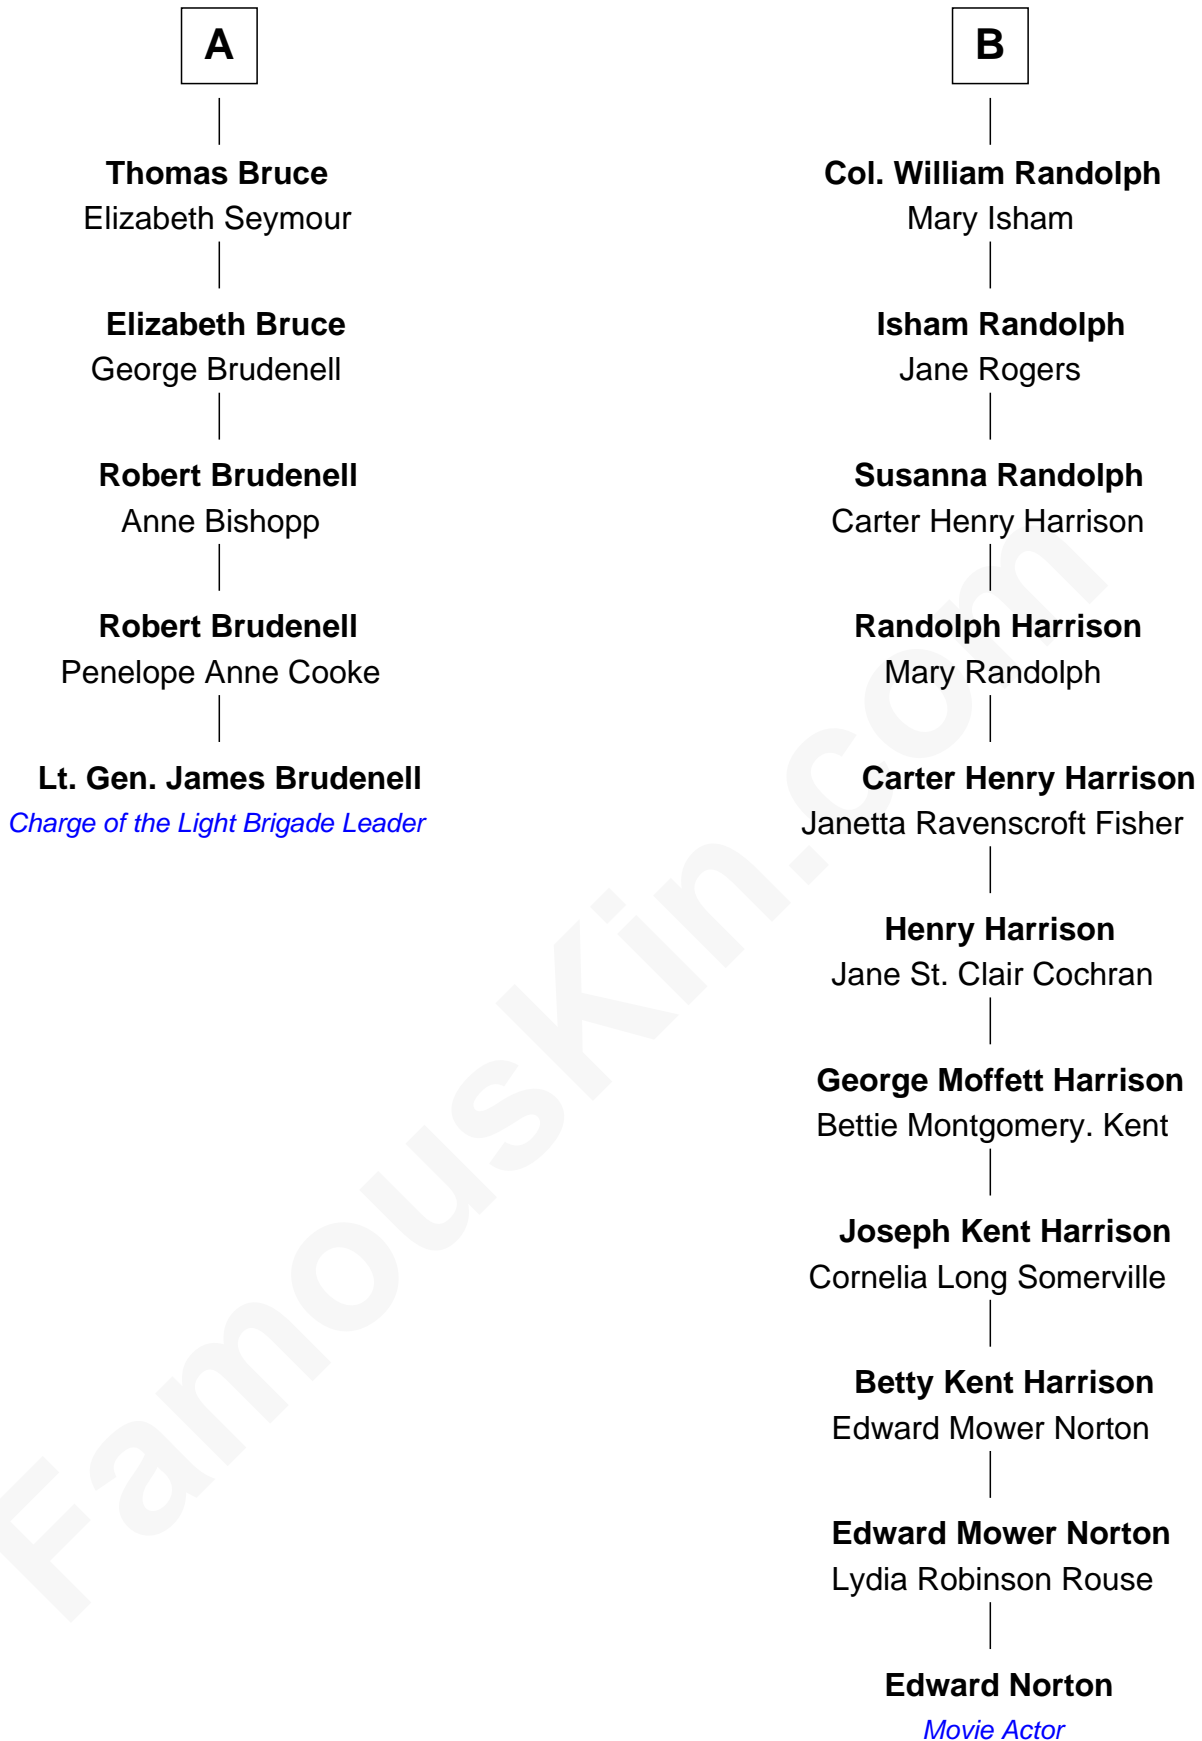 A
Thomas Bruce
Elizabeth Seymour
Elizabeth Bruce
George Brudenell
Robert Brudenell
Anne Bishopp
Robert Brudenell
Penelope Anne Cooke
Lt. Gen. James Brudenell
Charge of the Light Brigade Leader
B
Col. William Randolph
Mary Isham
Isham Randolph
Jane Rogers
Susanna Randolph
Carter Henry Harrison
Randolph Harrison
Mary Randolph
Carter Henry Harrison
Janetta Ravenscroft Fisher
Henry Harrison
Jane St. Clair Cochran
George Moffett Harrison
Bettie Montgomery. Kent
Joseph Kent Harrison
Cornelia Long Somerville
Betty Kent Harrison
Edward Mower Norton
Edward Mower Norton
Lydia Robinson Rouse
Edward Norton
Movie Actor
FamousKin.com